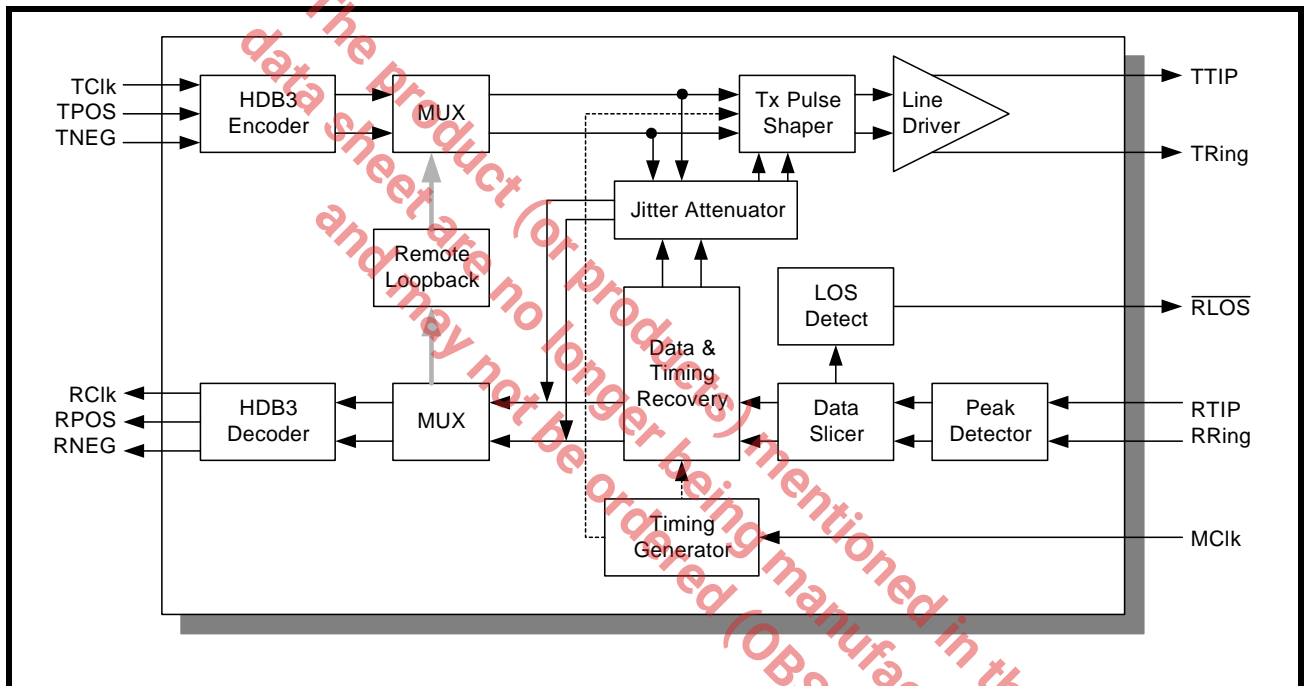 TClk
TPOS
TNEG
HDB3
Encoder
MUX
Tx Pulse
Shaper
Line
Driver
TTIP
TRing
Jitter Attenuator
Remote
Loopback
LOS
Detect
RLOS
Data &
Timing
Recovery
RClk
RPOS
RNEG
HDB3
Decoder
MUX
Data
Slicer
Peak
Detector
RTIP
RRing
Timing
Generator
MClk
The product (or products) mentioned in th
data sheet are no longer being manufac
and may not be ordered (OBS